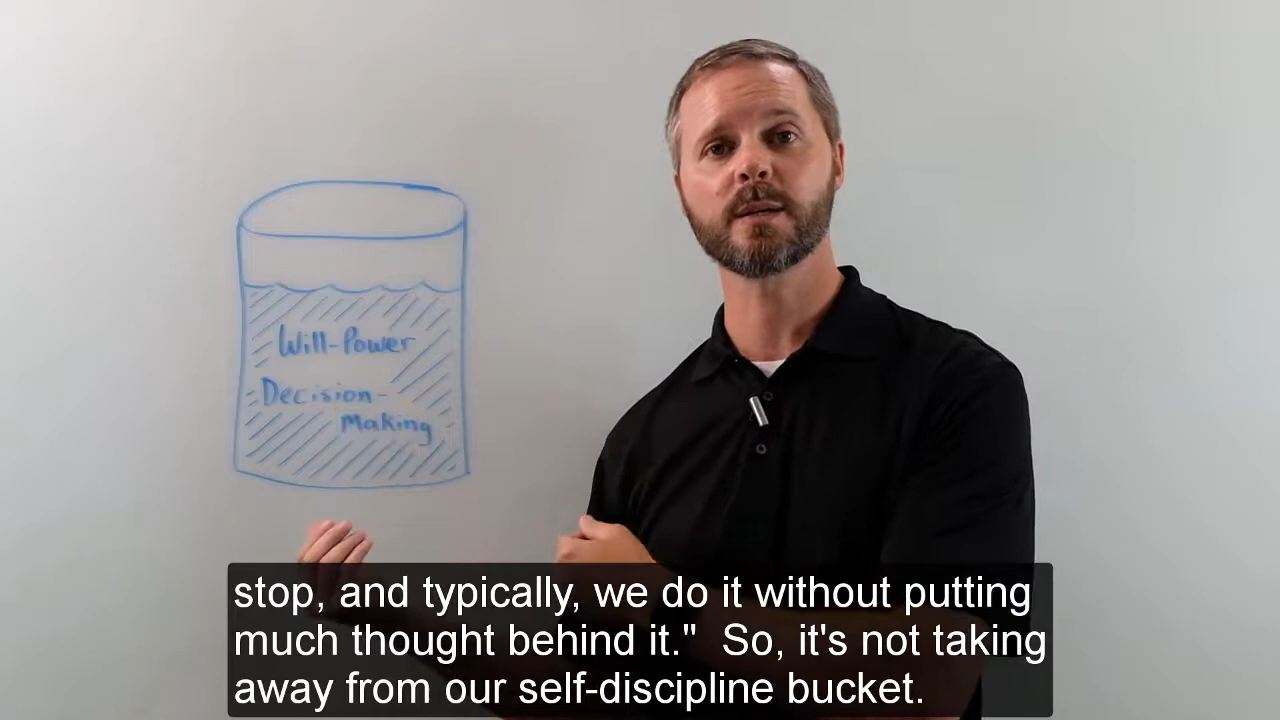 Will-Power
Decision-
Making
stop, and typically, we do it without putting
much thought behind it."  So, it's not taking
away from our self-discipline bucket.